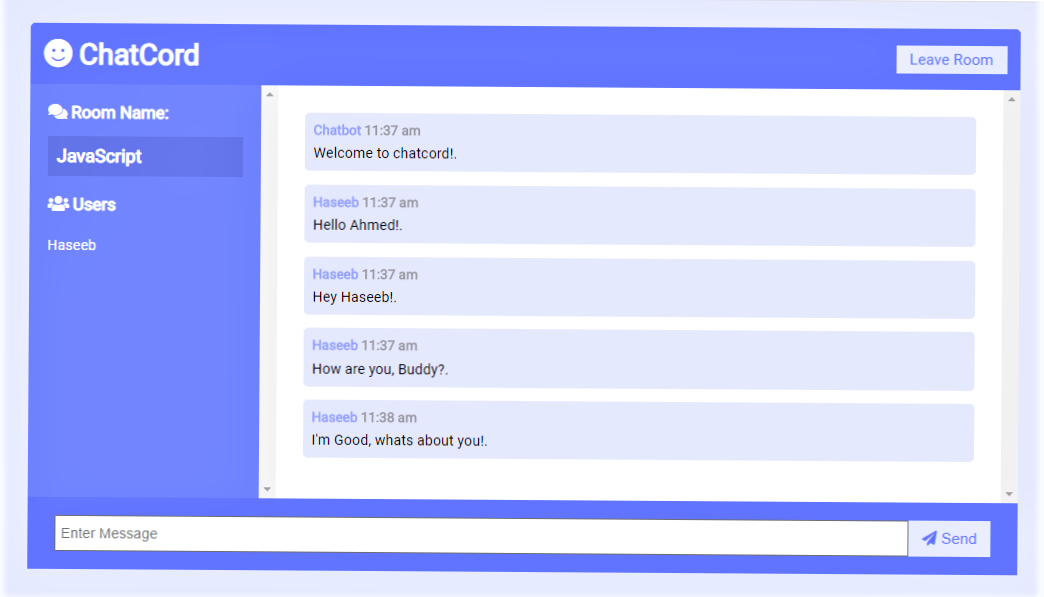 ChatCord
Leave Room
Room Name:
JavaScript
Users
Haseeb
Chatbot 11:37 am
Welcome to chatcord!.
Haseeb 11:37 am
Hello Ahmed!.
Haseeb 11:37 am
Hey Haseeb!.
Haseeb 11:37 am
How are you, Buddy?.
Haseeb 11:38 am
I'm Good, whats about you!.
Enter Message
Send